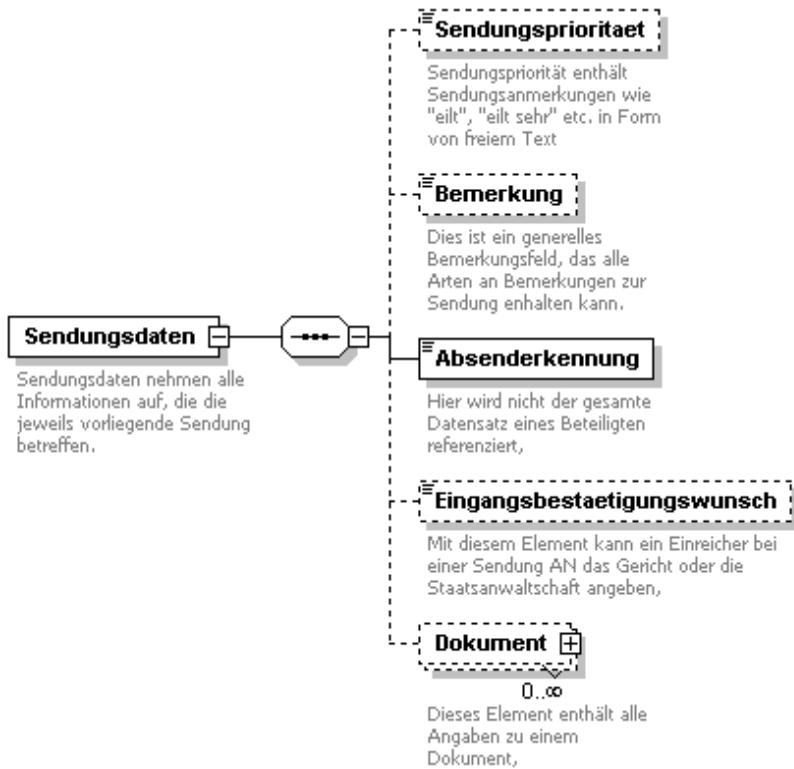 Sendungsprioritaet
Sendungspriorität enthält
Sendungsanmerkungen wie
"eilt", "eilt sehr" etc. in Form
von freiem Text
Bemerkung
Dies ist ein generelles
Bemerkungsfeld, das alle
Arten an Bemerkungen zur
Sendung enhalten kann.
Sendungsdaten
Sendungsdaten nehmen alle
Informationen auf, die die
jeweils vorliegende Sendung
betreffen.
Absenderkennung
Hier wird nicht der gesamte
Datensatz eines Beteiligten
referenziert,
Eingangsbestaetigungswunsch
Mit diesem Element kann ein Einreicher bei
einer Sendung AN das Gericht oder die
Staatsanwaltschaft angeben,
Dokument
0..∞
Dieses Element enthält alle
Angaben zu einem
Dokument,